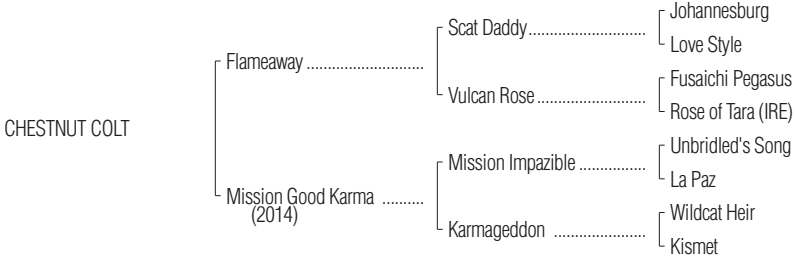 Johannesburg
Scat Daddy
Love Style
Flameaway
Fusaichi Pegasus
Vulcan Rose
Rose of Tara (IRE)
CHESTNUT COLT
Unbridled's Song
Mission Impazible
La Paz
Mission Good Karma
(2014)
Wildcat Heir
Karmageddon
Kismet